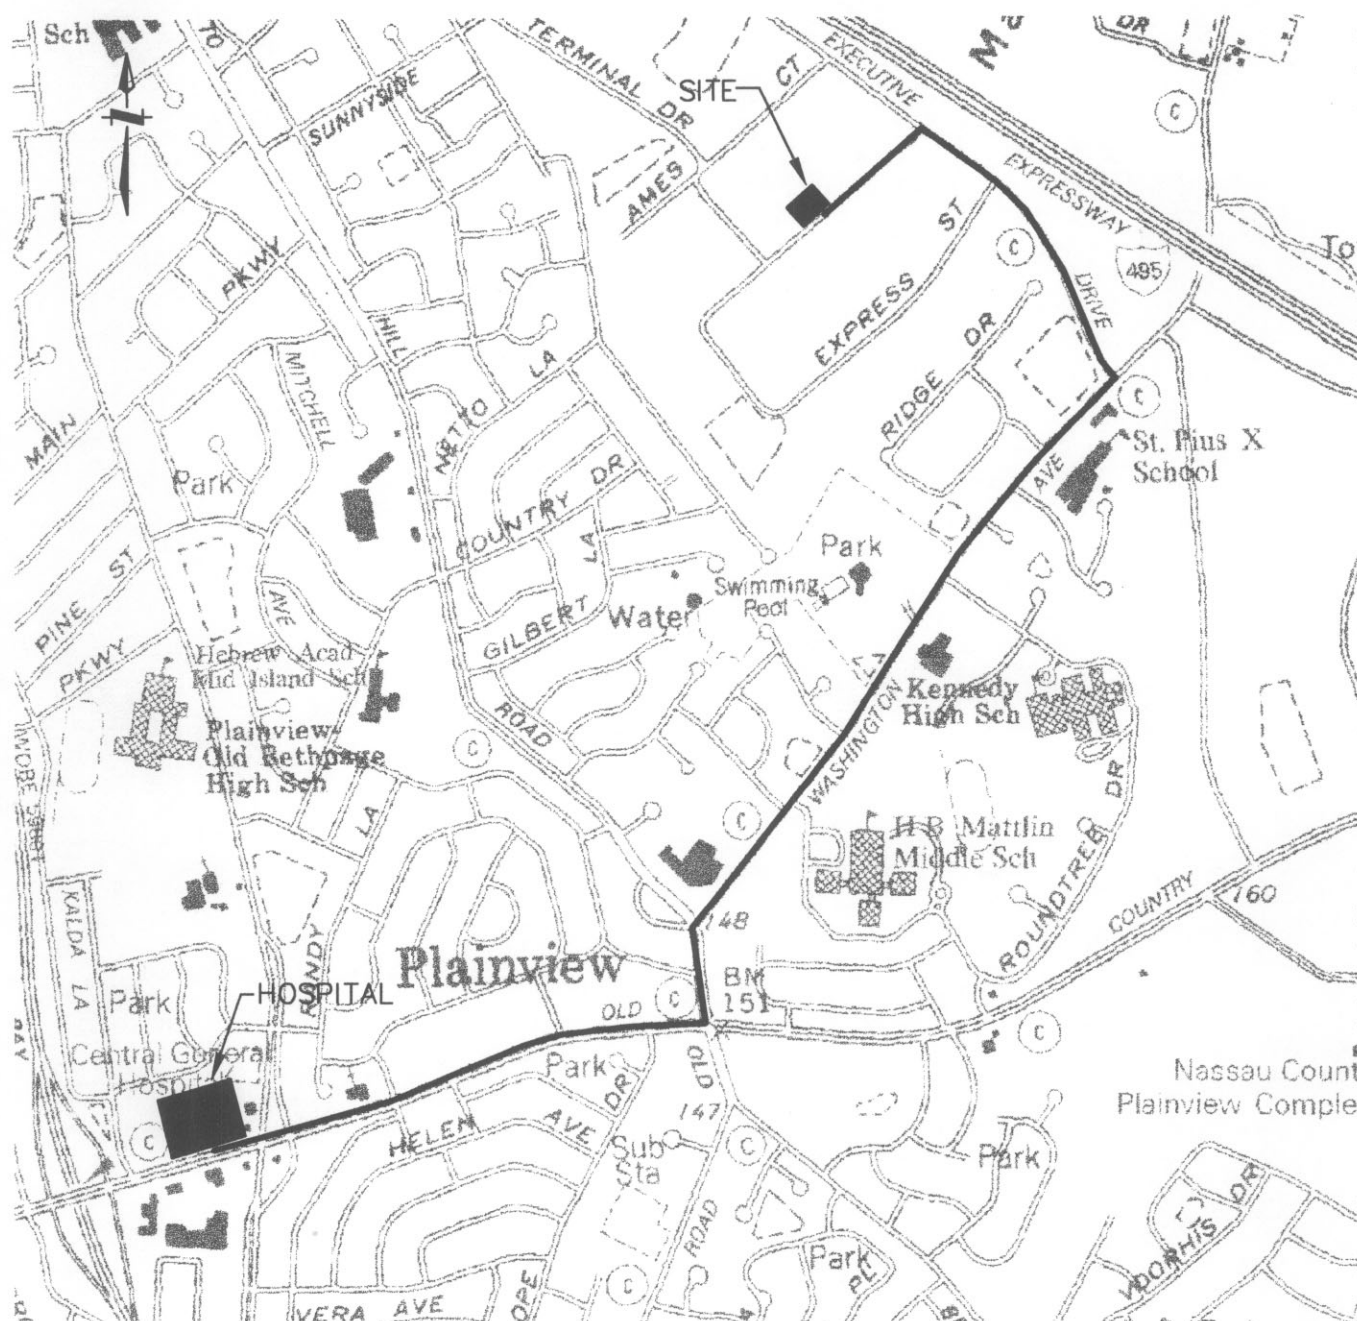 Sch
TO
TERMINAL DR
EXECUTIVE
DR
SITE
CT
SUNNYSIDE
C
AMES
EXPRESSWAY
ST
C
495
To
PKWY
DRIVE
HILL
EXPRESS
DR
MITCHELL
LA
RIDGE
C
NETTO
MAIN
St. Pius X
School
Park
DR
AVE
COUNTRY
Park
ST
LA
Swimming
Pool
PINE
AVE
Water
GILBERT
PKWY
Hebrew Acad
Mid Island Sch
Kennedy
High Sch
ROAD
WASHINGTON
Plainview-
Old Bethpage
High Sch
C
DR
LA
C
H B Mattlin
Middle Sch
ROUNDTREE
COUNTRY
160
KALDA LA
148
RANDY
Plainview
BM
151
HOSPITAL
Park
OLD
C
C
Central General
Hospital
Park
OLD
Nassau Count
Plainview Comple
DR
147
HELEN AVE
C
C
Sub
Sta
Park
DR
ROAD
Park
PL
VOORHIS
C
VERA AVE
OPE